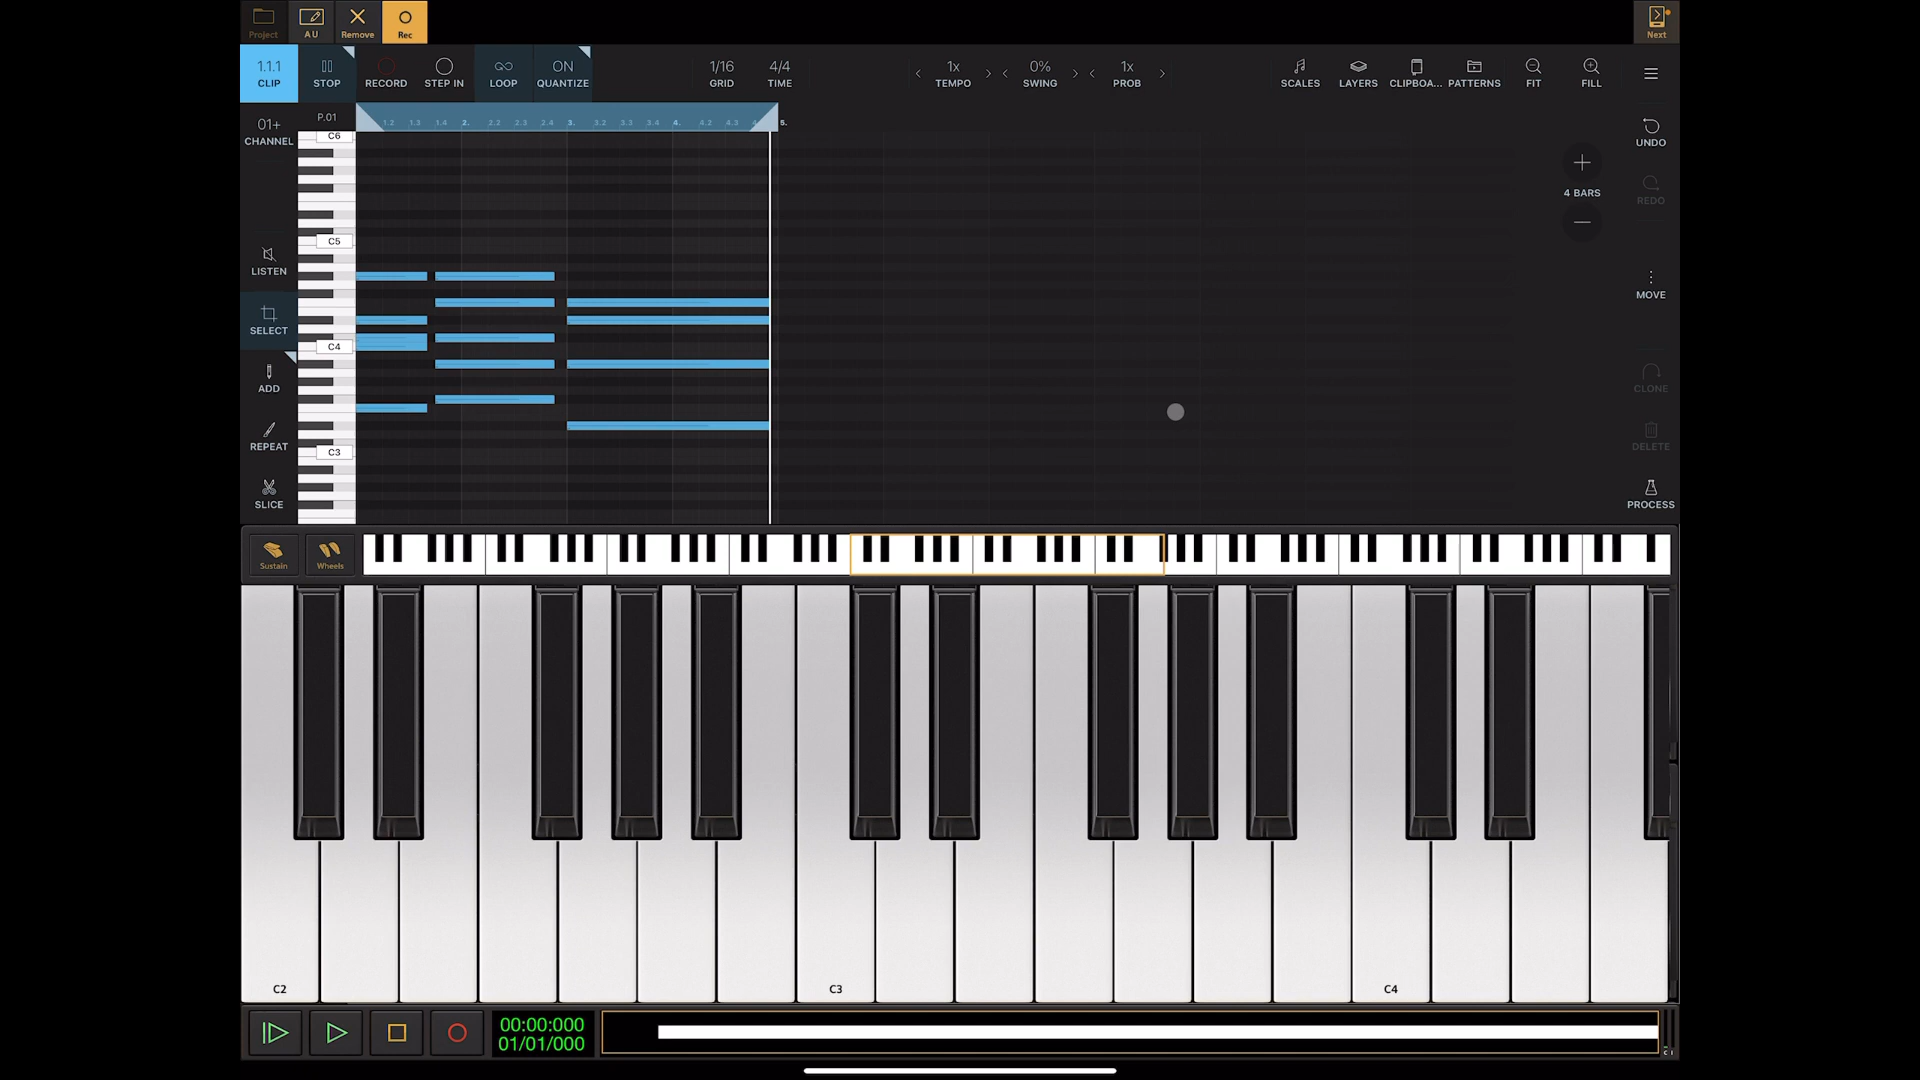 Project
AU
Remove
Rec
Next
1.1.1
CLIP
STOP
RECORD
STEP IN
LOOP
ON
QUANTIZE
1/16
GRID
4/4
TIME
1x
TEMPO
0%
SWING
1x
PROB
SCALES
LAYERS
CLIPBOA...
PATTERNS
FIT
FILL
01+
CHANNEL
P.01
1.2 1.3 1.4 2. 2.2 2.3 2.4 3. 3.2 3.3 3.4 4. 4.2 4.3 5.
C6
C5
C4
C3
UNDO
4 BARS
REDO
LISTEN
MOVE
SELECT
ADD
CLONE
REPEAT
DELETE
SLICE
PROCESS
Sustain
Wheels
C2
C3
C4
00:00:000
01/01/000